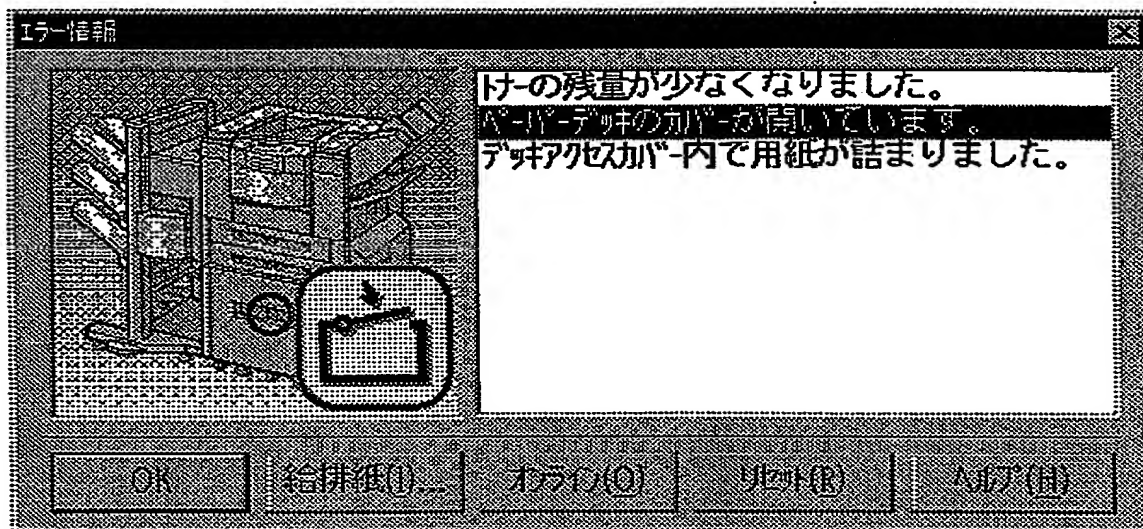 エラー情報
トナーの残量が少なくなりました。
ペーパーデッキのカバーが開いています。
デッキアクセスカバー内で用紙が詰まりました。
OK
給排紙(I)...
オンライン(O)
リセット(R)
ヘルプ(H)